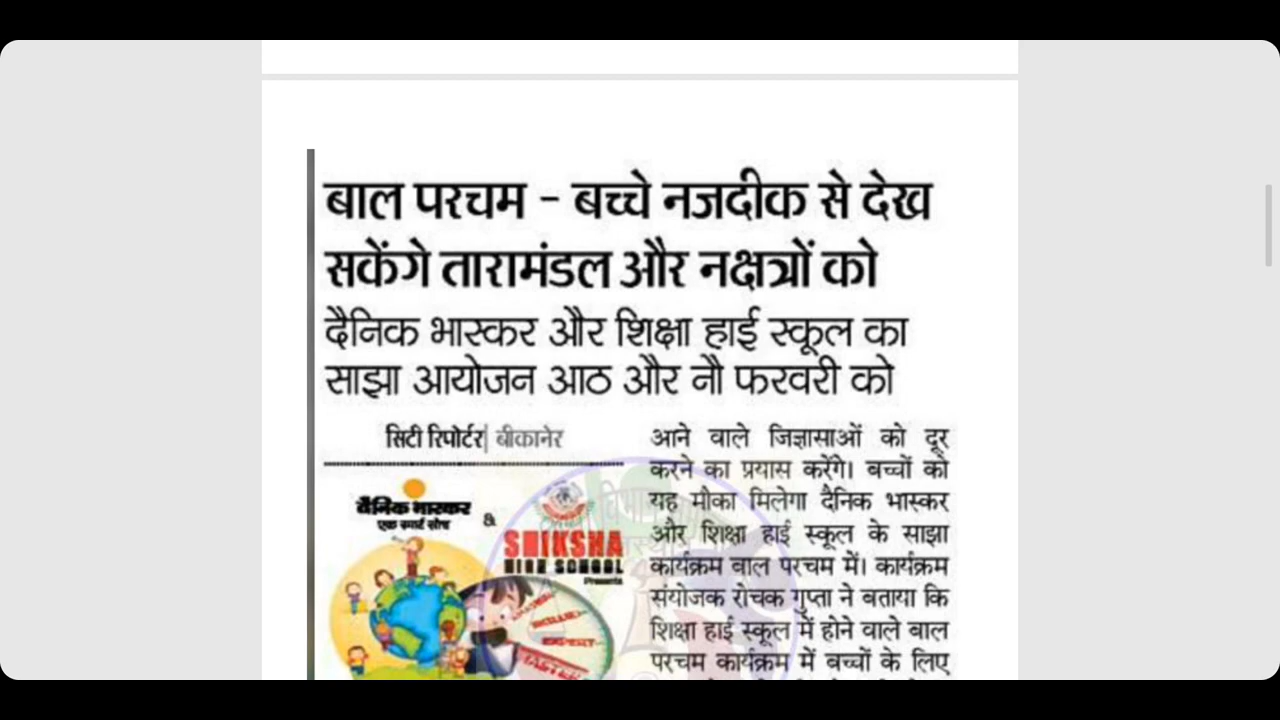 बाल परचम - बच्चे नजदीक से देख
सकेंगे तारामंडल और नक्षत्रों को
दैनिक भास्कर और शिक्षा हाई स्कूल का
साझा आयोजन आठ और नौ फरवरी को
सिटी रिपोर्टर| बीकानेर
दैनिक भास्कर
एक स्मार्ट सोच
&
SHIKSHA
HIGH SCHOOL
Presents
आने वाले जिज्ञासाओं को दूर
करने का प्रयास करेंगे। बच्चों को
यह मौका मिलेगा दैनिक भास्कर
और शिक्षा हाई स्कूल के साझा
कार्यक्रम बाल परचम में। कार्यक्रम
संयोजक रोचक गुप्ता ने बताया कि
शिक्षा हाई स्कूल में होने वाले बाल
परचम कार्यक्रम में बच्चों के लिए